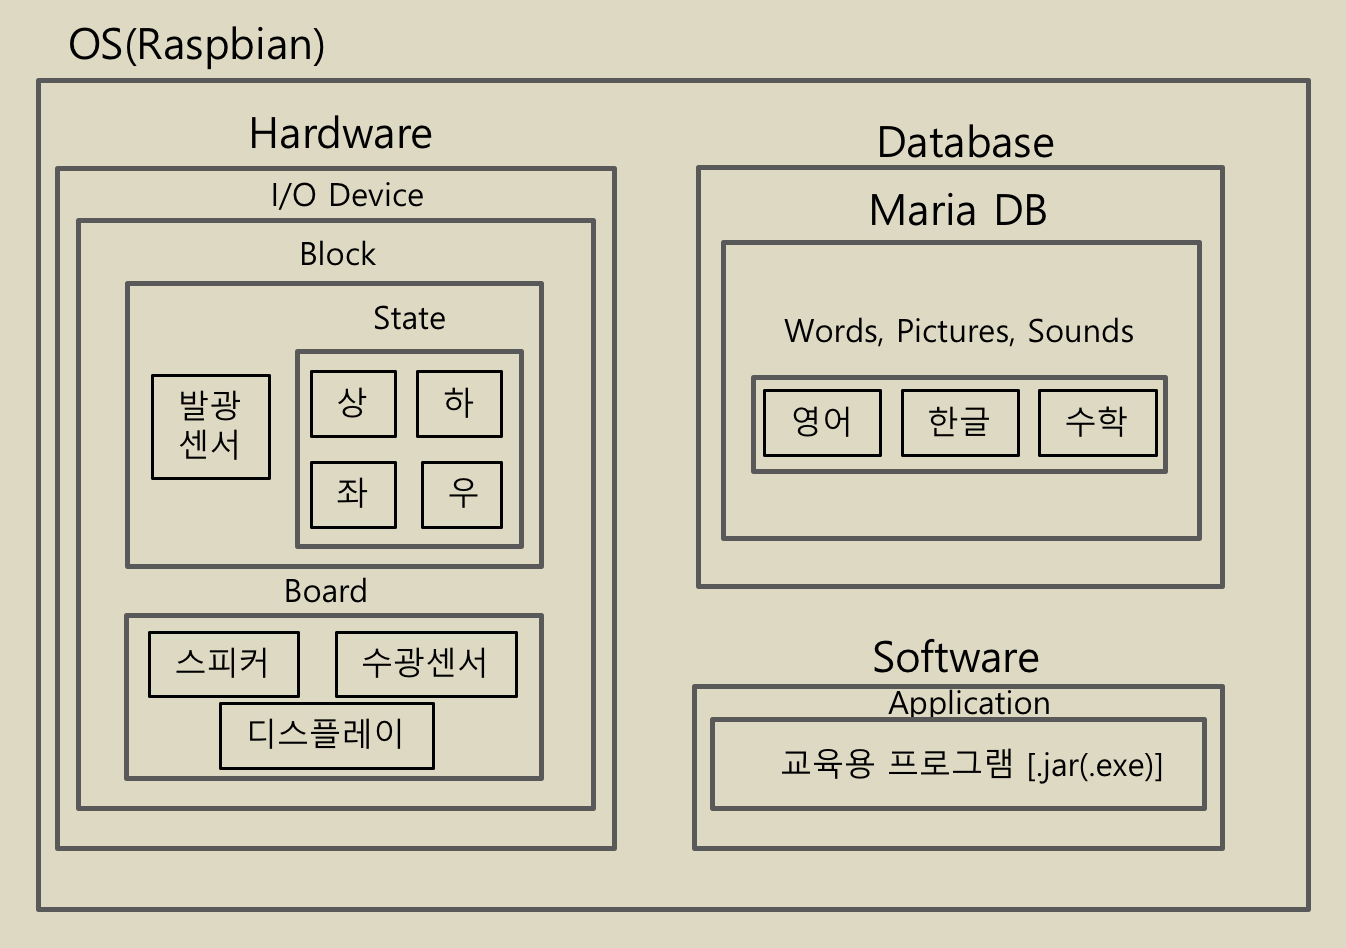 OS(Raspbian)
Hardware
I/O Device
Block
State
발광
센서
상
하
좌
우
Board
스피커
수광센서
디스플레이
Database
Maria DB
Words, Pictures, Sounds
영어
한글
수학
Software
Application
교육용 프로그램 [.jar(.exe)]